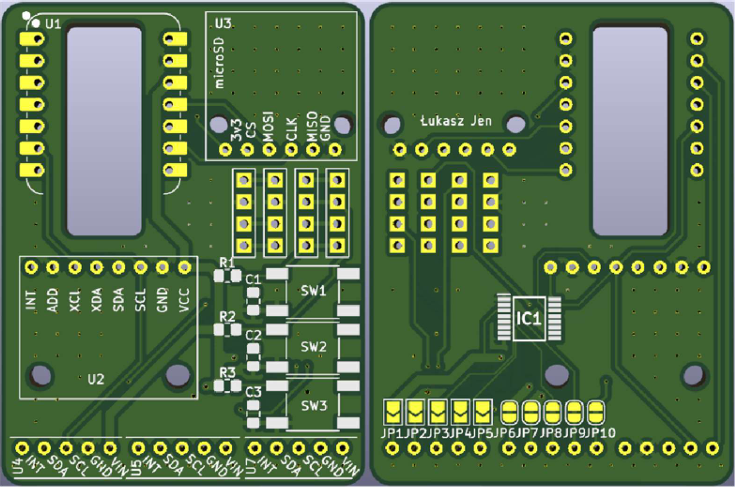 U1
U3
microSD
3v3
CS
MOSI
CLK
MISO
GND
INT
ADD
XCL
XDA
SDA
SCL
GND
VCC
U2
R1
C1
SW1
R2
C2
SW2
R3
C3
SW3
U4 INT SDA SCL GND VIN
U5 INT SDA SCL GND VIN
U7 INT SDA SCL GND VIN
Łukasz Jen
IC1
JP1 JP2 JP3 JP4 JP5 JP6 JP7 JP8 JP9 JP10